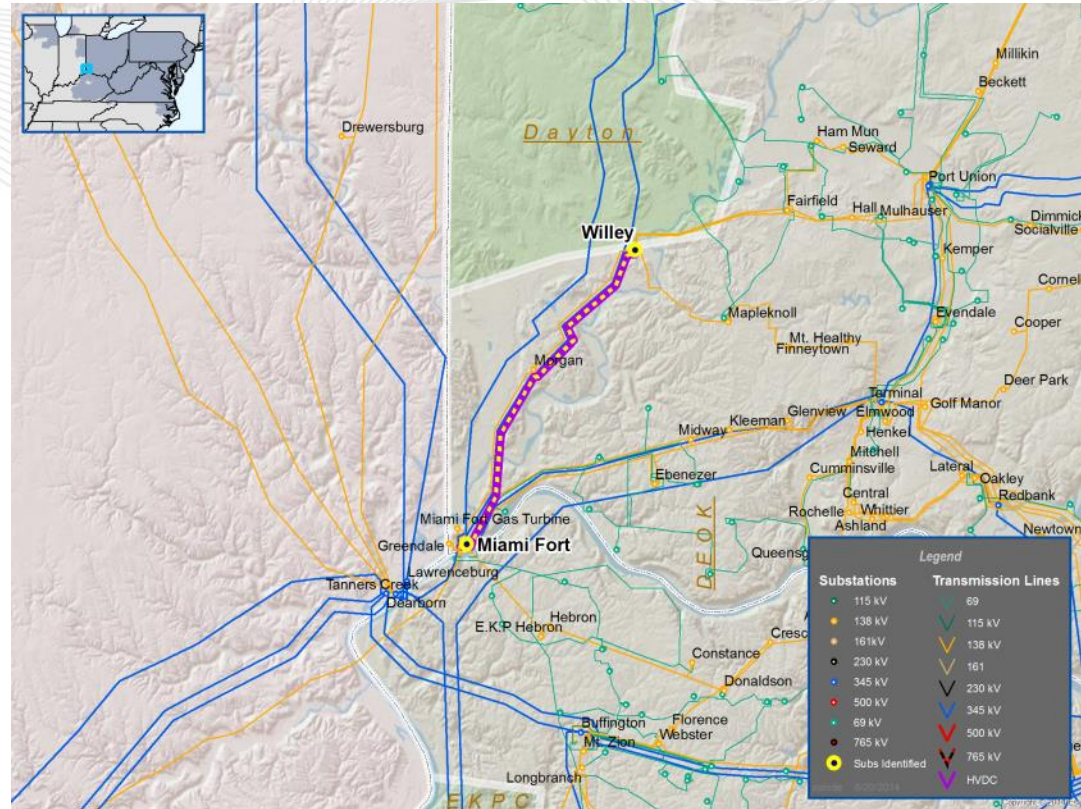 Millikin
Beckett
Drewersburg
Dayton
Ham Mun
Seward
Port Union
Fairfield
Hall
Mulhauser
Dimmick
Socialville
Willey
Kemper
Cornell
Mapleknoll
Evendale
Cooper
Mt. Healthy
Finneytown
Morgan
Deer Park
Terminal
Golf Manor
Elmwood
Glenview
Kleeman
Henkel
Midway
Mitchell
Cumminsville
Ebenezer
Lateral
Oakley
Central
Redbank
Rochelle
Whittier
Ashland
Newtown
Miami Fort Gas Turbine
Greendale
Miami Fort
DEOK
Queensg
Lawrenceburg
Tanners Creek
Dearborn
Hebron
E.K.P Hebron
Cresc
Constance
Donaldson
Buffington
Florence
Mt. Zion
Webster
Longbranch
EKPC
Legend
Substations
Transmission Lines
115 kV
69
138 kV
115 kV
161kV
138 kV
230 kV
161
345 kV
230 kV
500 kV
345 kV
69 kV
500 kV
765 kV
765 kV
Subs Identified
HVDC